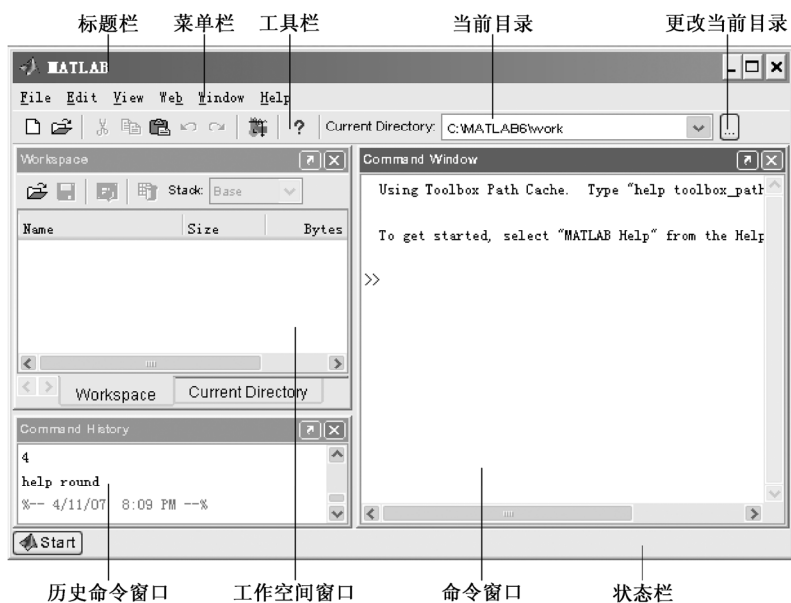 标题栏 菜单栏 工具栏 当前目录 更改当前目录
MATLAB
File Edit View Web Window Help
? Current Directory: C:\MATLAB6\work ...
Workspace
Stack: Base
Name Size Bytes
Workspace Current Directory
Command Window
Using Toolbox Path Cache. Type "help toolbox_path
To get started, select "MATLAB Help" from the Help
>>
Command History
4
help round
%-- 4/11/07 8:09 PM --%
Start
历史命令窗口 工作空间窗口 命令窗口 状态栏